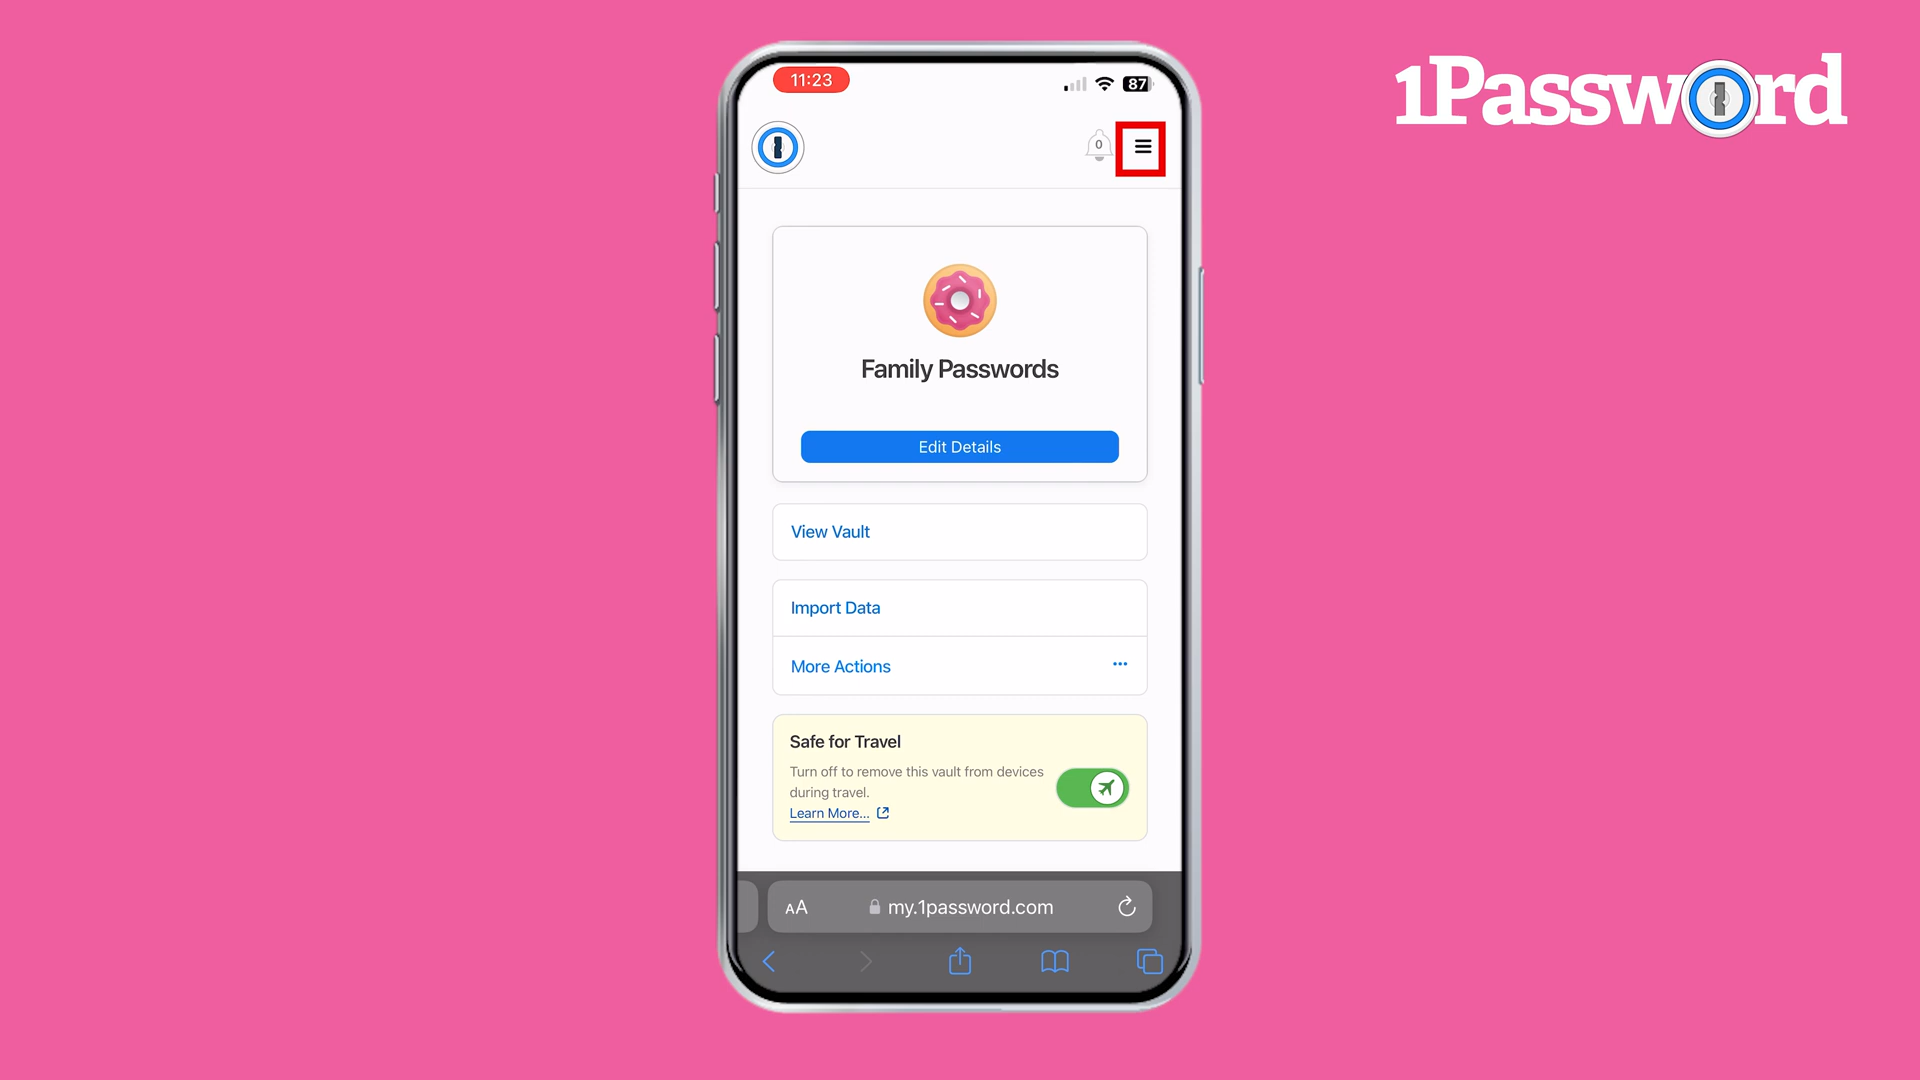 11:23
87
1Password
0
Family Passwords
Edit Details
View Vault
Import Data
More Actions
Safe for Travel
Turn off to remove this vault from devices
during travel.
Learn More...
AA
my.1password.com